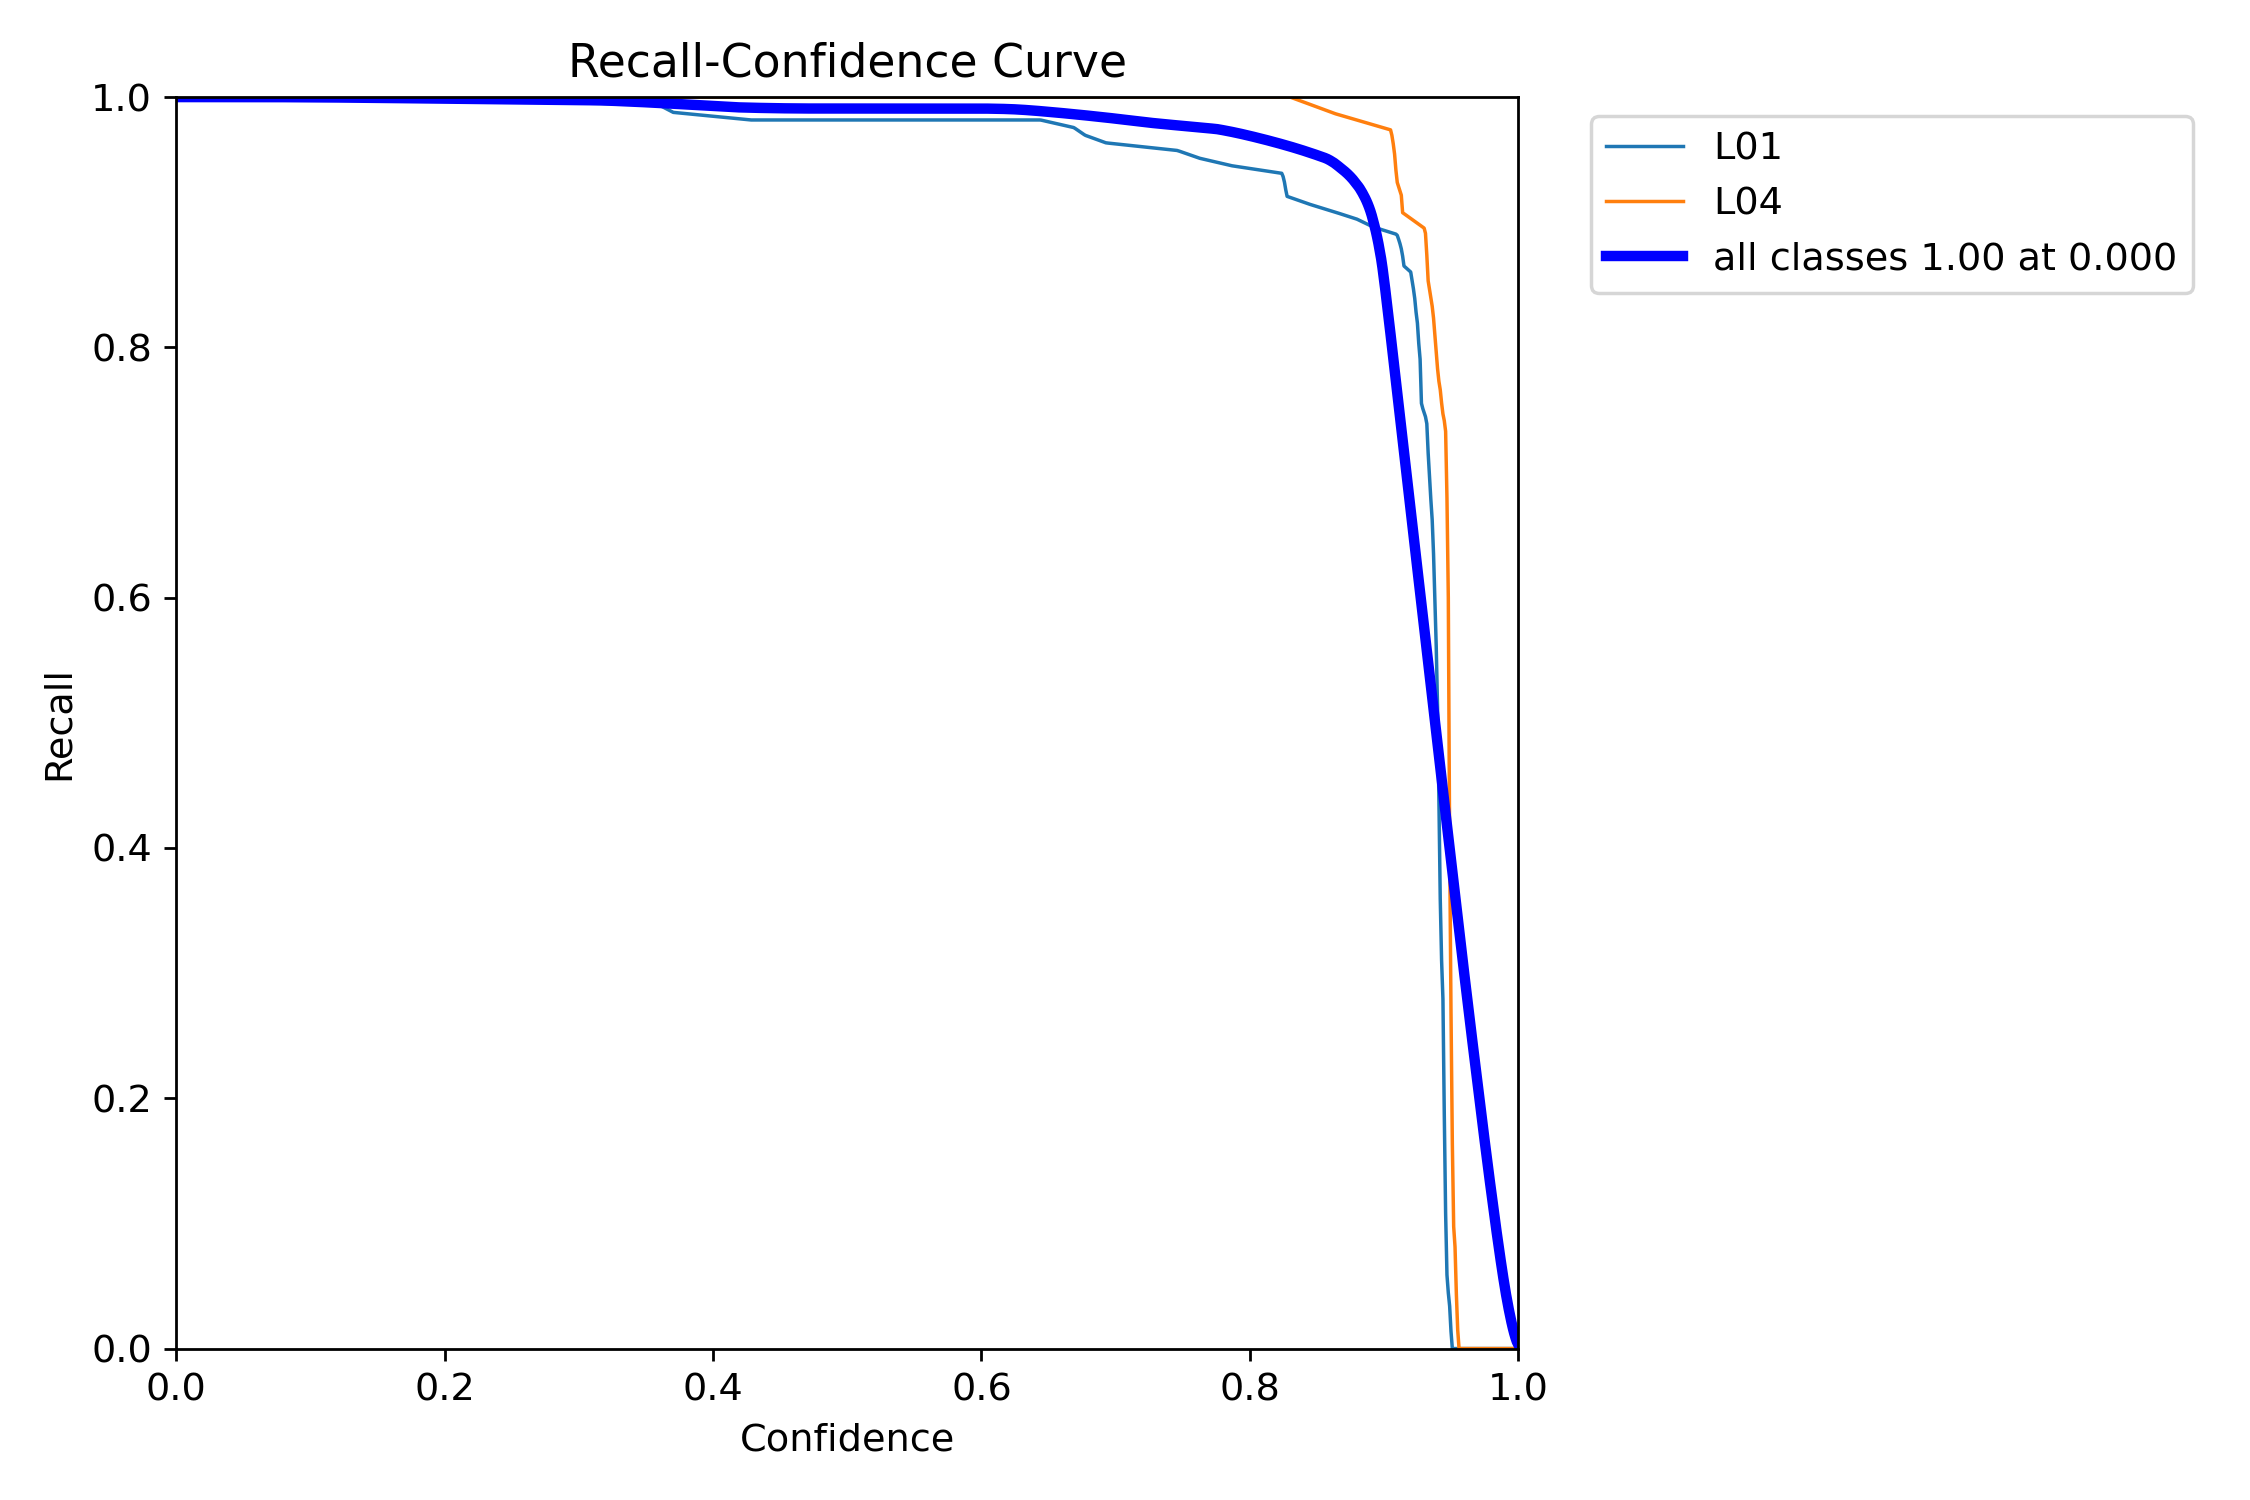 Recall-Confidence Curve
1.0
0.8
0.6
0.4
0.2
0.0
Recall
0.0 0.2 0.4 0.6 0.8 1.0
Confidence
L01
L04
all classes 1.00 at 0.000